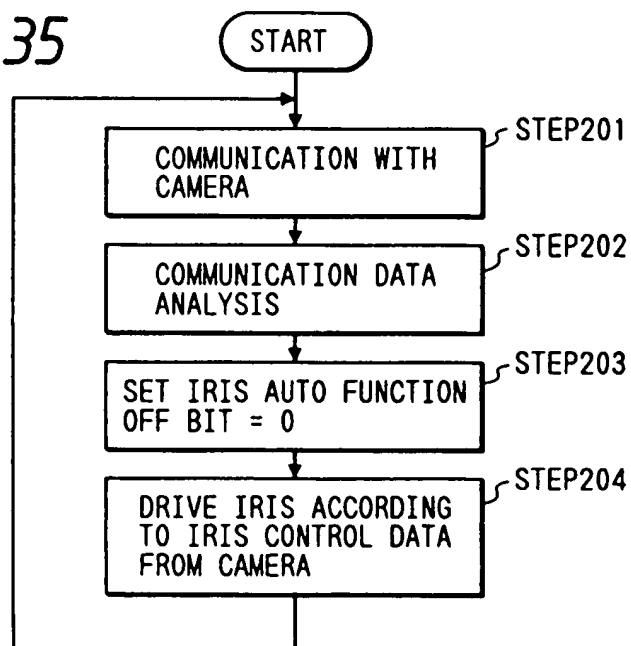 35
START
STEP201
COMMUNICATION WITH
CAMERA
STEP202
COMMUNICATION DATA
ANALYSIS
STEP203
SET IRIS AUTO FUNCTION
OFF BIT = 0
STEP204
DRIVE IRIS ACCORDING
TO IRIS CONTROL DATA
FROM CAMERA